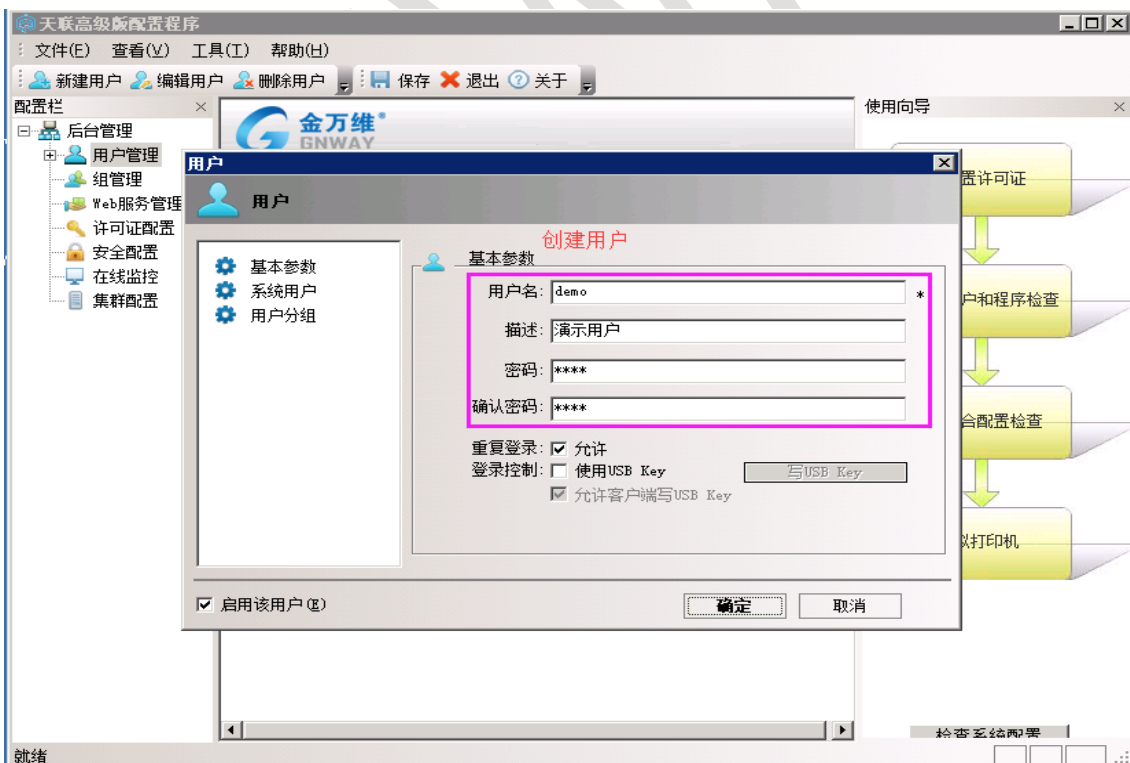 天联高级版配置程序
文件(F) 查看(V) 工具(T) 帮助(H)
新建用户 编辑用户 删除用户 保存 退出 关于
配置栏
后台管理
用户管理
组管理
Web服务管理
许可证配置
安全配置
在线监控
集群配置
金万维®
GNWAY
使用向导
置许可证
户和程序检查
合配置检查
拟打印机
检查系统配置
用户
用户
基本参数
系统用户
用户分组
创建用户
基本参数
用户名: demo *
描述: 演示用户
密码: ****
确认密码: ****
重复登录: 允许
登录控制: 使用USB Key 写USB Key
允许客户端写USB Key
启用该用户(E) 确定 取消
就绪